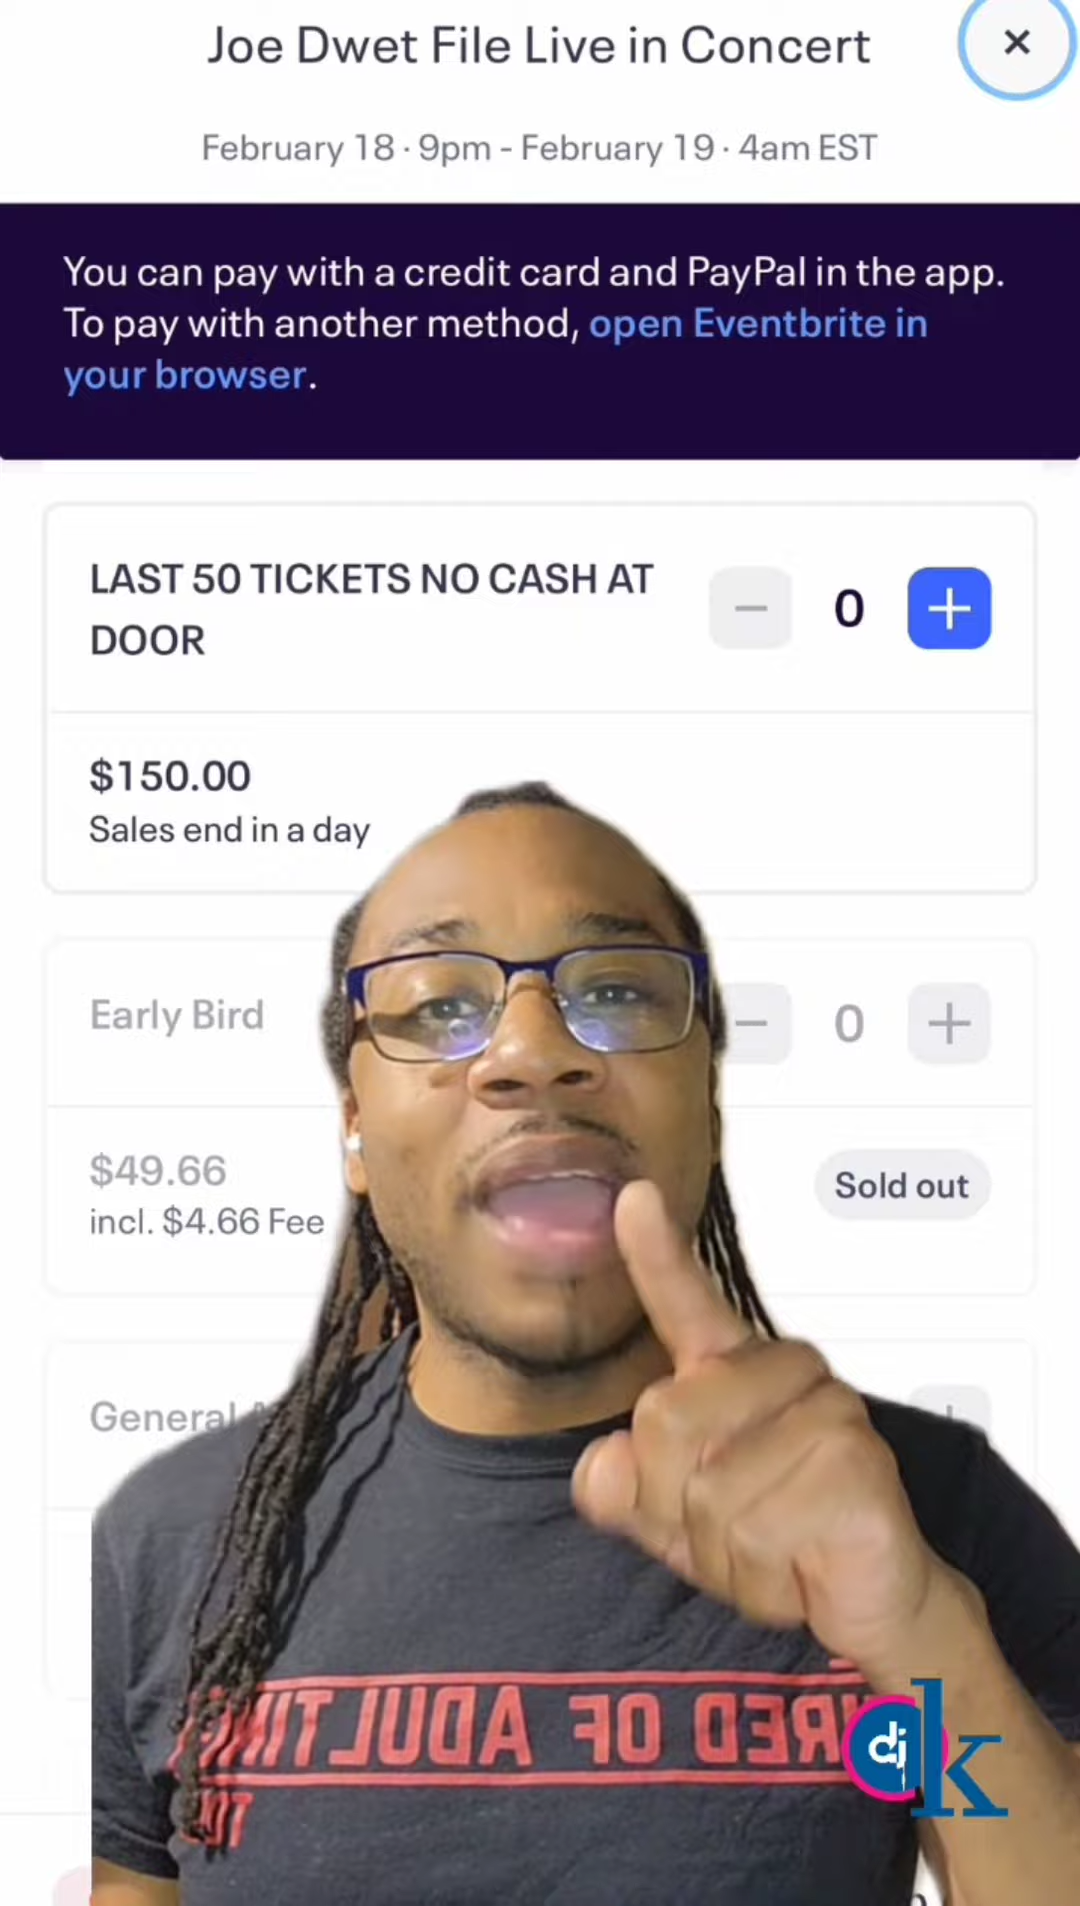 Joe Dwet File Live in Concert
February 18 · 9pm - February 19 · 4am EST
You can pay with a credit card and PayPal in the app.
To pay with another method, open Eventbrite in
your browser.
LAST 50 TICKETS NO CASH AT
DOOR
0
$150.00
Sales end in a day
Early Bird
0
$49.66
incl. $4.66 Fee
Sold out
General
OF ADULTING
dj
k